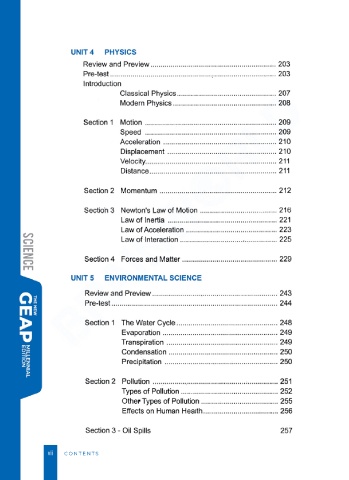 UNIT 4 PHYSICS
Review and Preview ........ 203
Pre-test ........ 203
Introduction
Classical Physics ........ 207
Modern Physics ........ 208
Section 1 Motion ........ 209
Speed ........ 209
Acceleration ........ 210
Displacement ........ 210
Velocity ........ 211
Distance ........ 211
Section 2 Momentum ........ 212
Section 3 Newton's Law of Motion ........ 216
Law of Inertia ........ 221
Law of Acceleration ........ 223
Law of Interaction ........ 225
Section 4 Forces and Matter ........ 229
UNIT 5 ENVIRONMENTAL SCIENCE
Review and Preview ........ 243
Pre-test ........ 244
Section 1 The Water Cycle ........ 248
Evaporation ........ 249
Transpiration ........ 249
Condensation ........ 250
Precipitation ........ 250
Section 2 Pollution ........ 251
Types of Pollution ........ 252
Other Types of Pollution ........ 255
Effects on Human Heath ........ 256
Section 3 - Oil Spills 257
SCIENCE
THE NEW
GEAP
MILLENNIAL
EDITION
vii CONTENTS